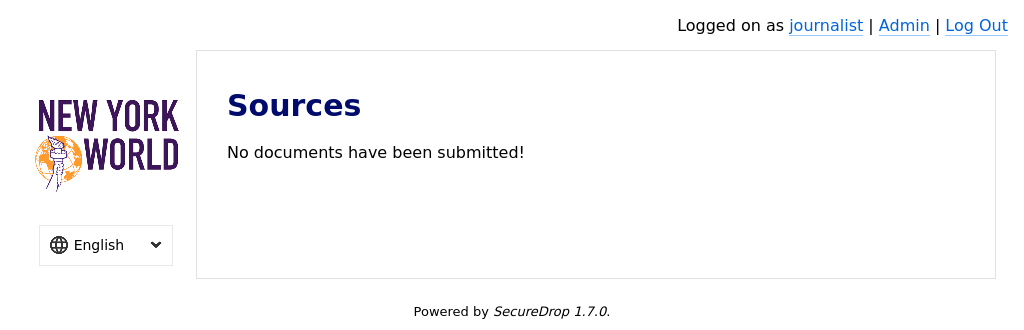 Logged on as journalist | Admin | Log Out
NEW YORK
WORLD
English
Sources
No documents have been submitted!
Powered by SecureDrop 1.7.0.